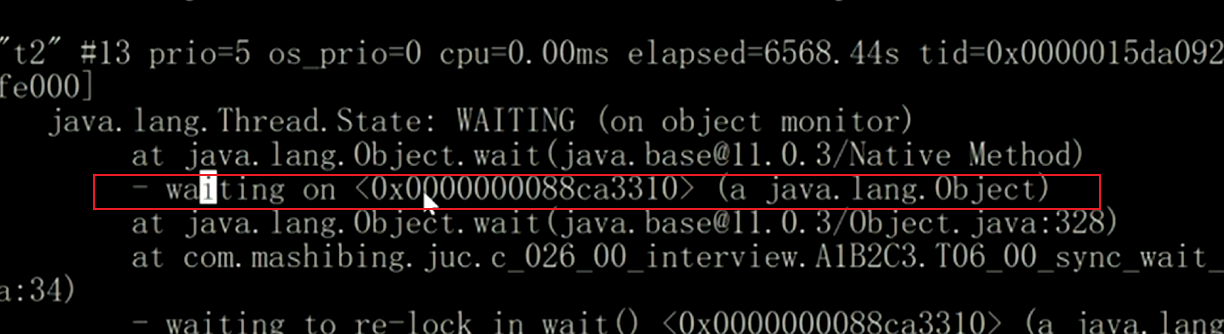 "t2" #13 prio=5 os_prio=0 cpu=0.00ms elapsed=6568.44s tid=0x0000015da092
fe000]
java.lang.Thread.State: WAITING (on object monitor)
at java.lang.Object.wait(java.base@11.0.3/Native Method)
- waiting on <0x0000000088ca3310> (a java.lang.Object)
at java.lang.Object.wait(java.base@11.0.3/Object.java:328)
at com.mashibing.juc.c_026_00_interview.A1B2C3.T06_00_sync_wait_
a:34)
- waiting to re-lock in wait() <0x0000000088ca3310> (a java.lang